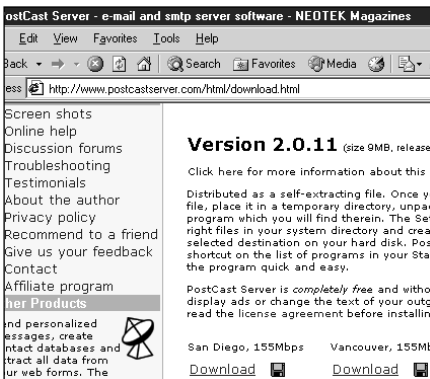 ostCast Server - e-mail and smtp server software - NEOTEK Magazines
Edit View Favorites Tools Help
Back Search Favorites Media
ess http://www.postcastserver.com/html/download.html
Screen shots
Online help
Discussion forums
Troubleshooting
Testimonials
About the author
Privacy policy
Recommend to a friend
Give us your feedback
Contact
Affiliate program
her Products
nd personalized
essages, create
ntact databases and
tract all data from
ur web forms. The
Version 2.0.11 (size 9MB, release
Click here for more information about this
Distributed as a self-extracting file. Once y
file, place it in a temporary directory, unpa
program which you will find therein. The Se
right files in your system directory and crea
selected destination on your hard disk. Pos
shortcut on the list of programs in your Sta
the program quick and easy.
PostCast Server is completely free and witho
display ads or change the text of your outg
read the license agreement before installin
San Diego, 155Mbps Vancouver, 155Mb
Download Download